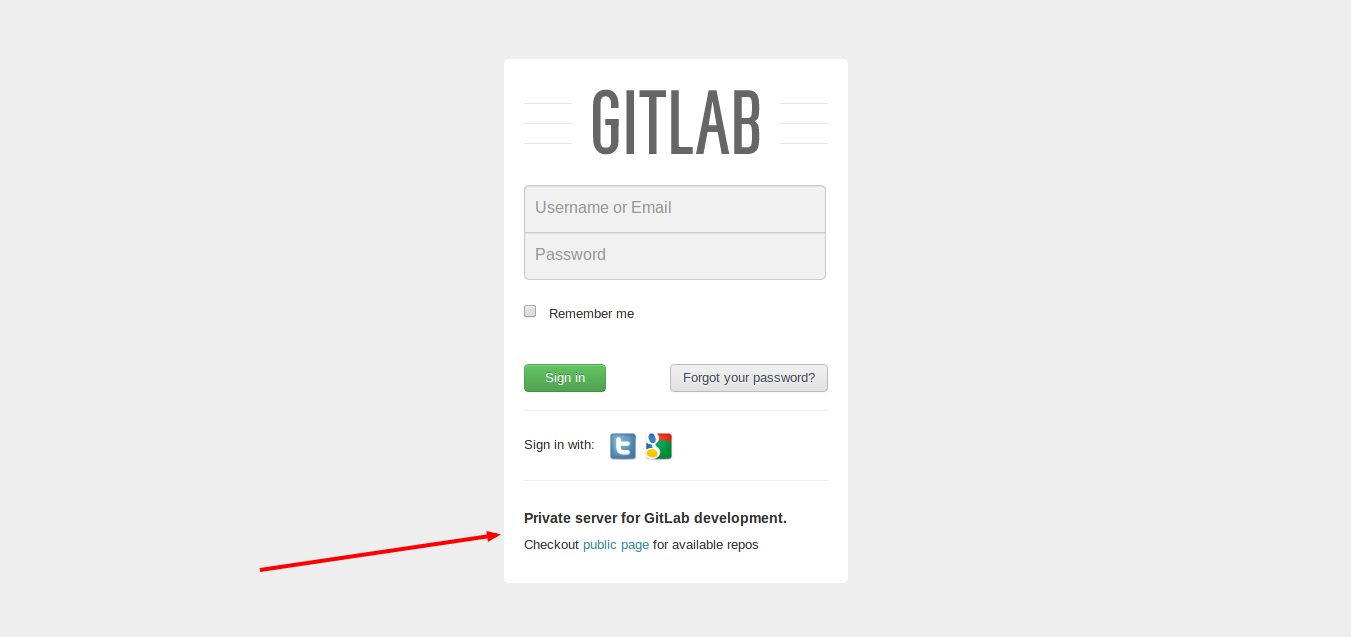 GITLAB
Username or Email
Password
Remember me
Sign in
Forgot your password?
Sign in with:
Private server for GitLab development.
Checkout public page for available repos